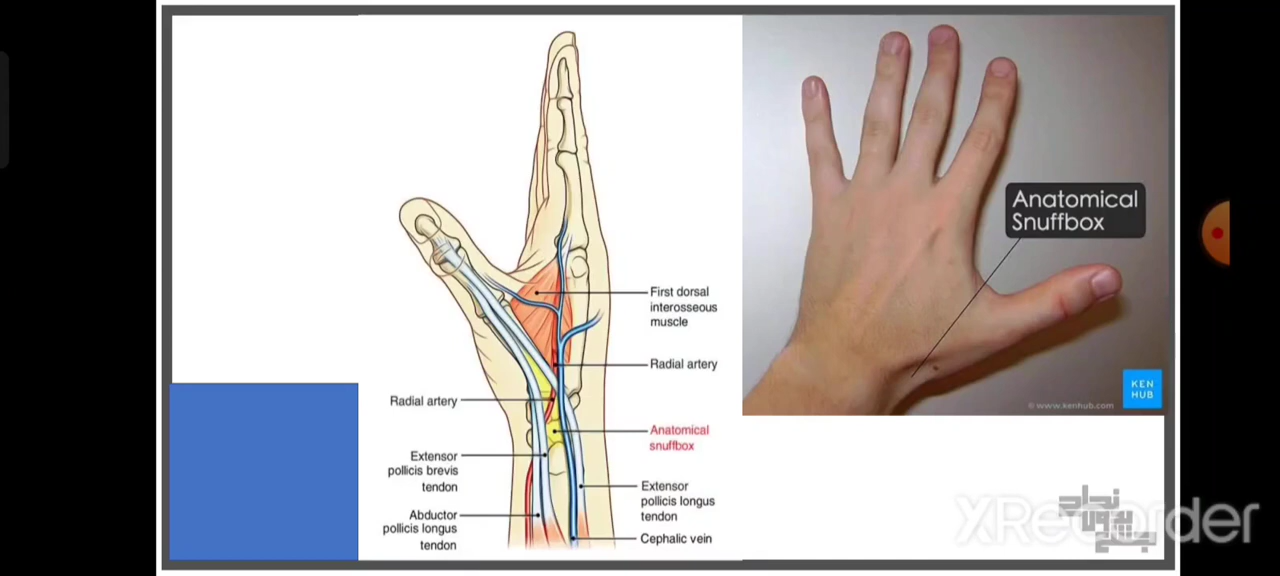 First dorsal
interosseous
muscle
Radial artery
Radial artery
Anatomical
snuffbox
Extensor
pollicis brevis
tendon
Extensor
pollicis longus
tendon
Abductor
pollicis longus
tendon
Cephalic vein
Anatomical
Snuffbox
© www.kenhub.com
KEN
HUB
XRecorder